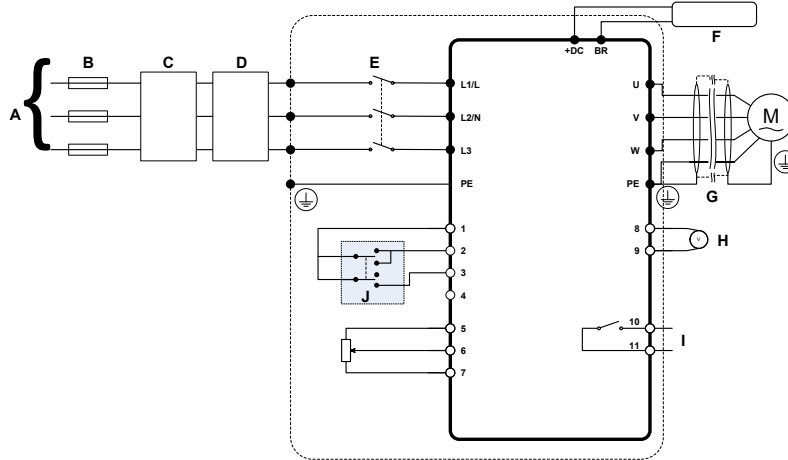 F
+DC BR
B C D E
A
L1/L U
L2/N V M
L3 W
PE PE
G
1 8
2 9 H
3
J 4
5 10
6 11 I
7